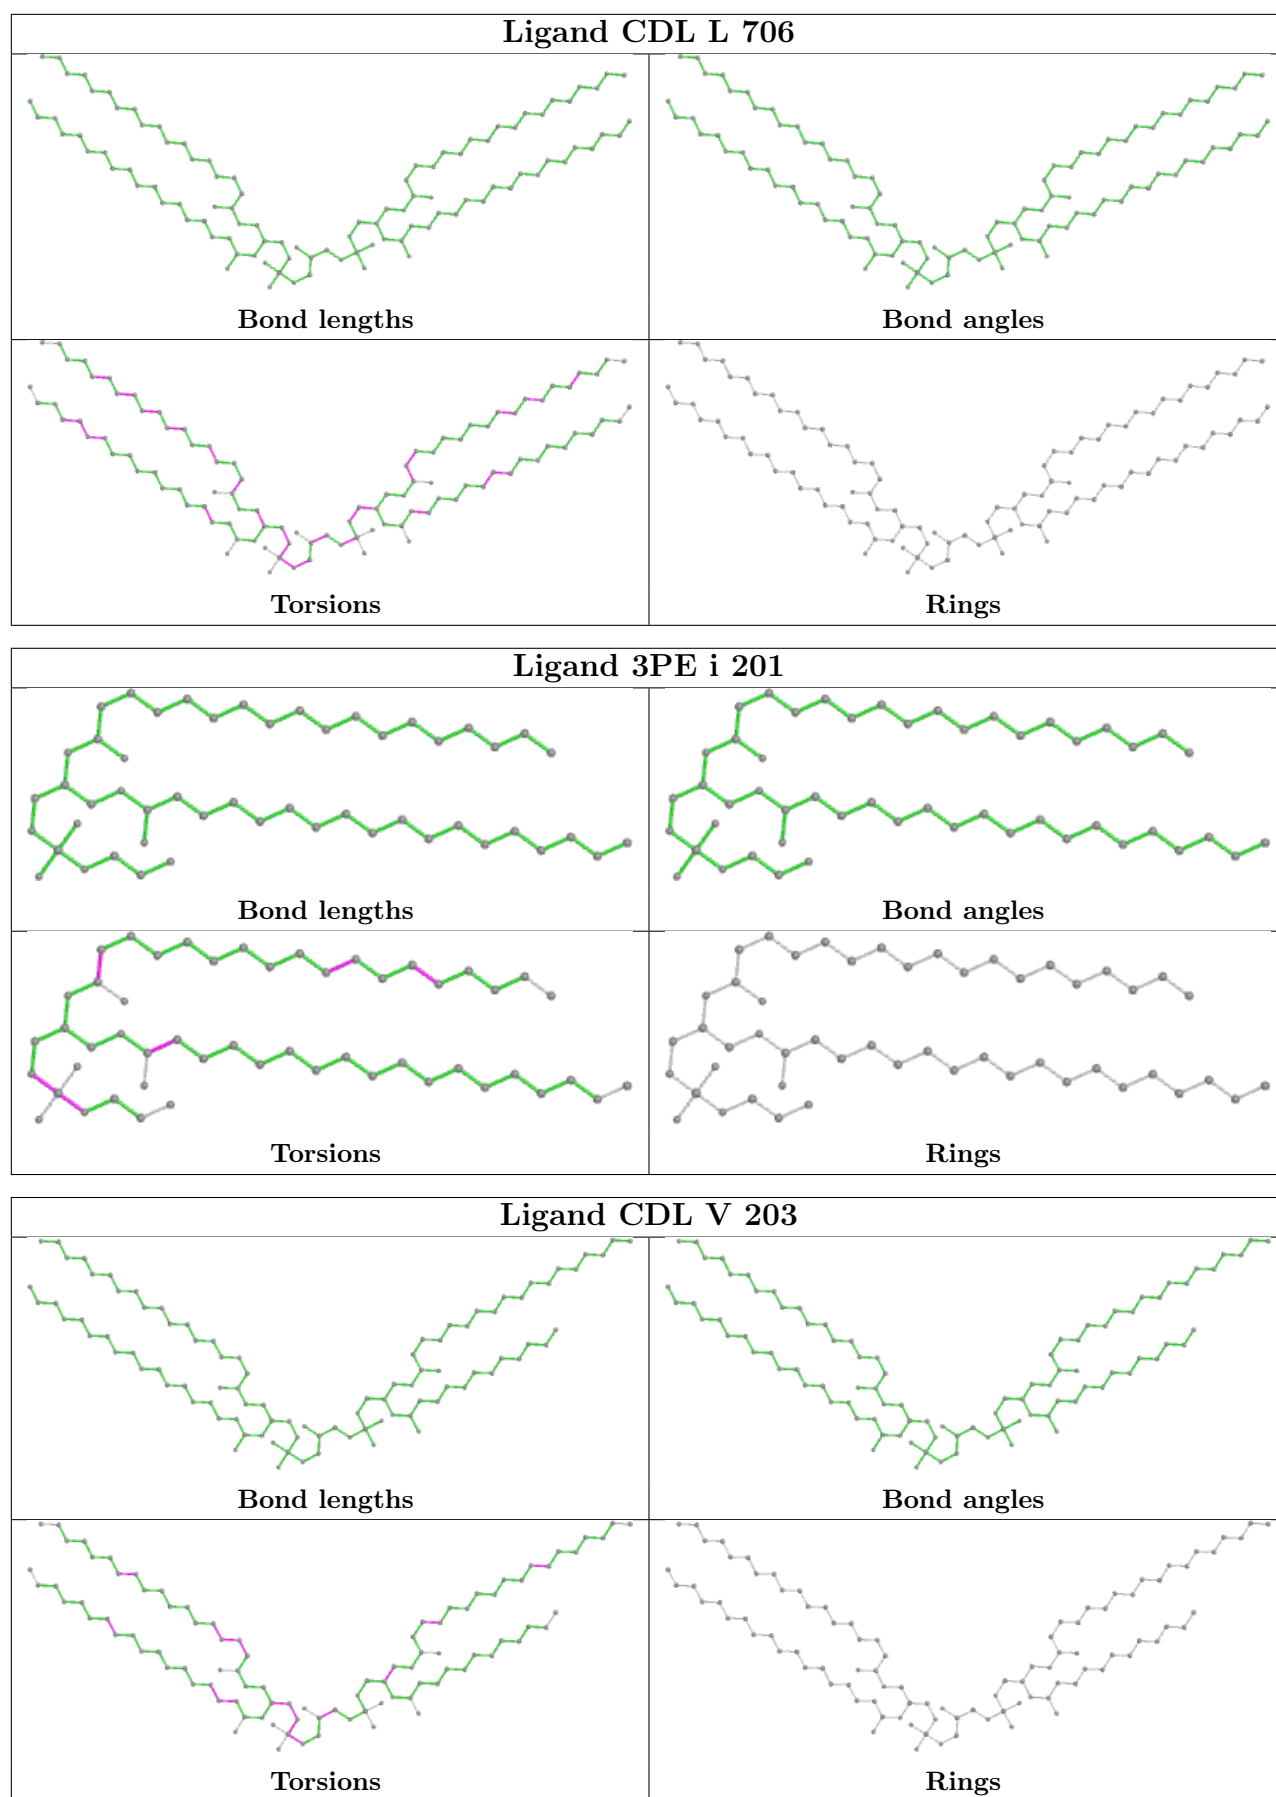 Ligand CDL L 706
Bond lengths
Bond angles
Torsions
Rings
Ligand 3PE i 201
Bond lengths
Bond angles
Torsions
Rings
Ligand CDL V 203
Bond lengths
Bond angles
Torsions
Rings